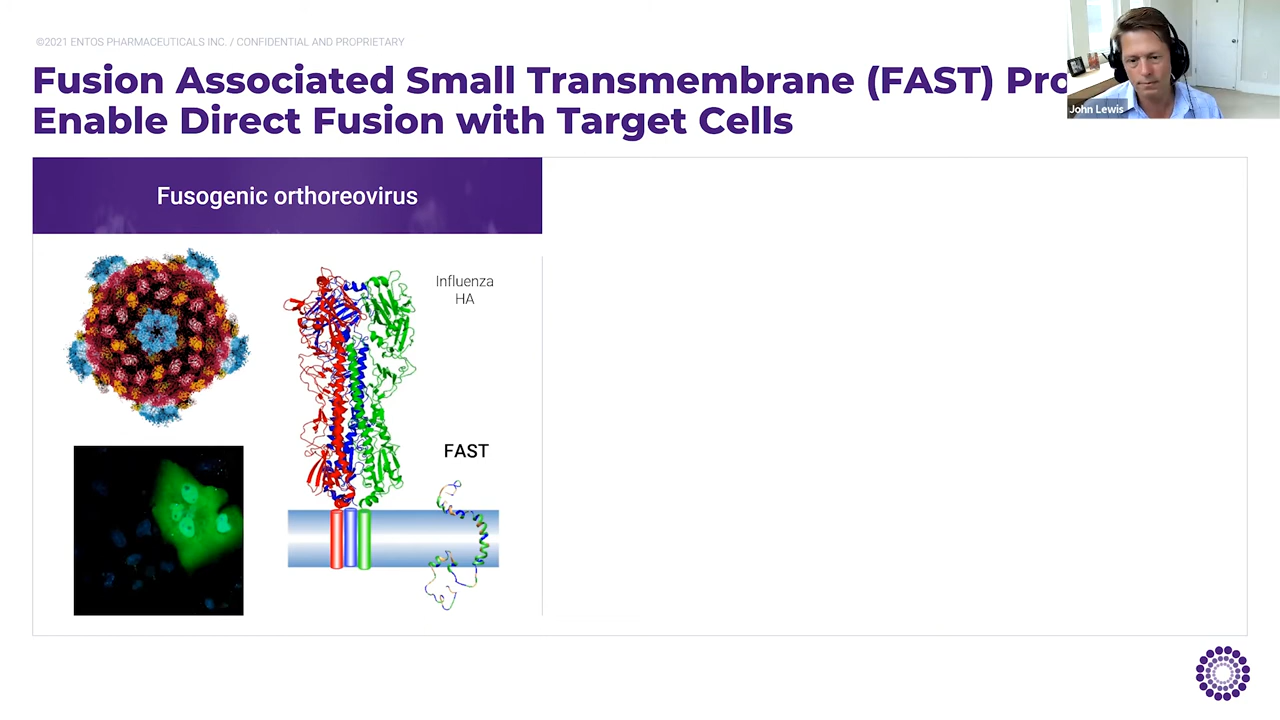 ©2021 ENTOS PHARMACEUTICALS INC. / CONFIDENTIAL AND PROPRIETARY
Fusion Associated Small Transmembrane (FAST) Pro
Enable Direct Fusion with Target Cells
John Lewis
Fusogenic orthoreovirus
Influenza
HA
FAST